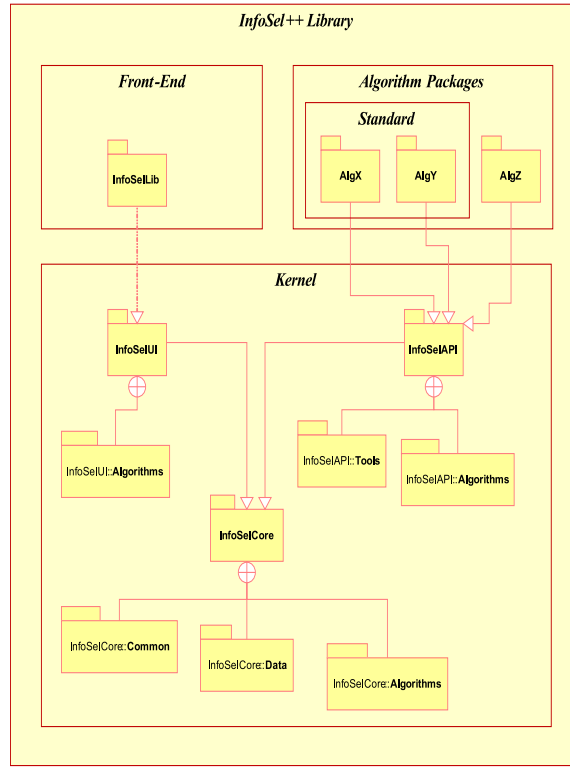 InfoSel++ Library
Front-End
Algorithm Packages
Standard
InfoSelLib
AlgX
AlgY
AlgZ
Kernel
InfoSelUI
InfoSelAPI
InfoSelUI::Algorithms
InfoSelAPI::Tools
InfoSelAPI::Algorithms
InfoSelCore
InfoSelCore::Common
InfoSelCore::Data
InfoSelCore::Algorithms